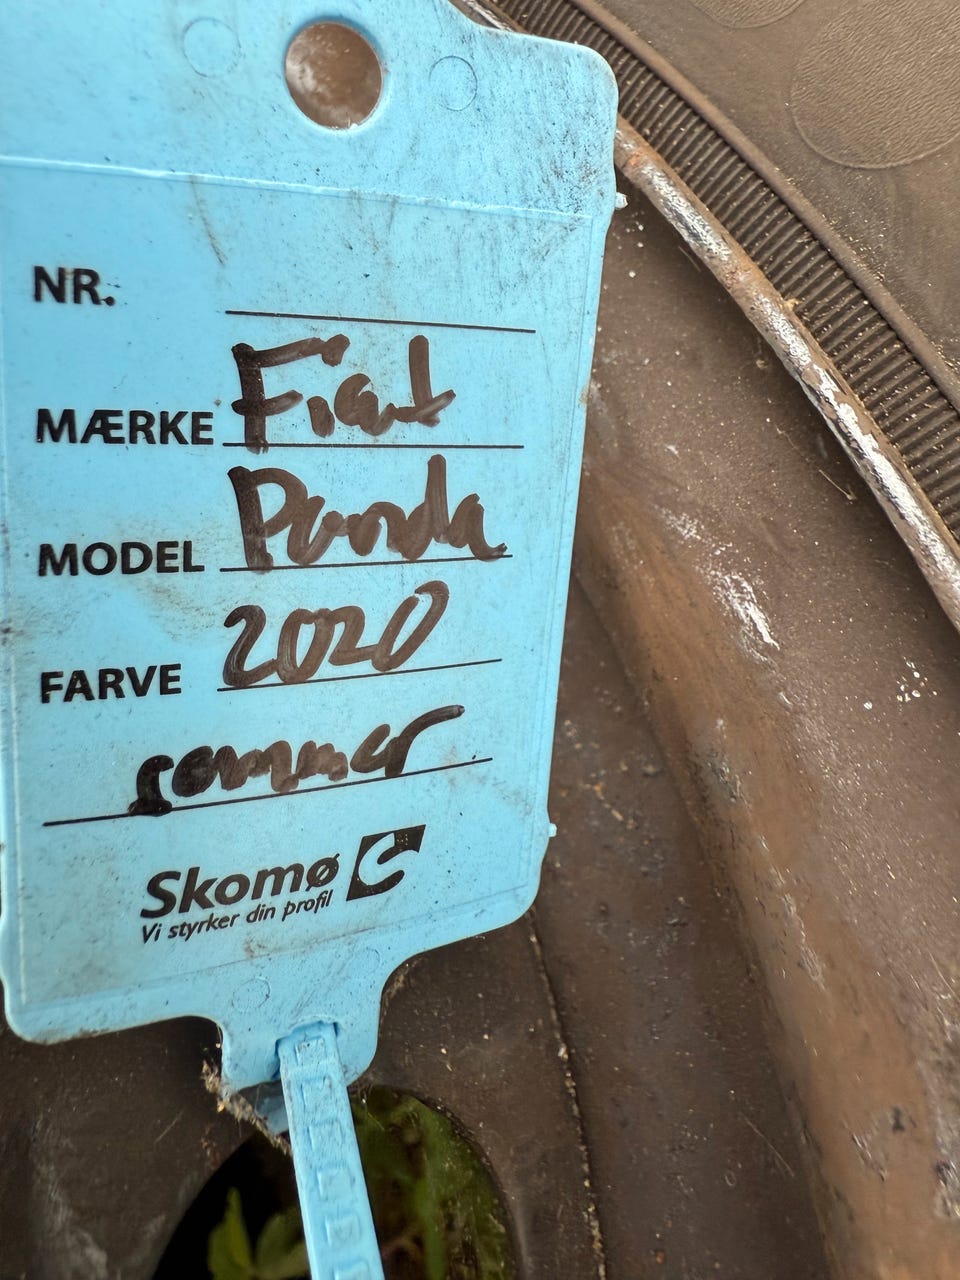 NR.
MÆRKE Fiat
MODEL Panda
FARVE 2020
sommer
Skomø
Vi styrker din profil